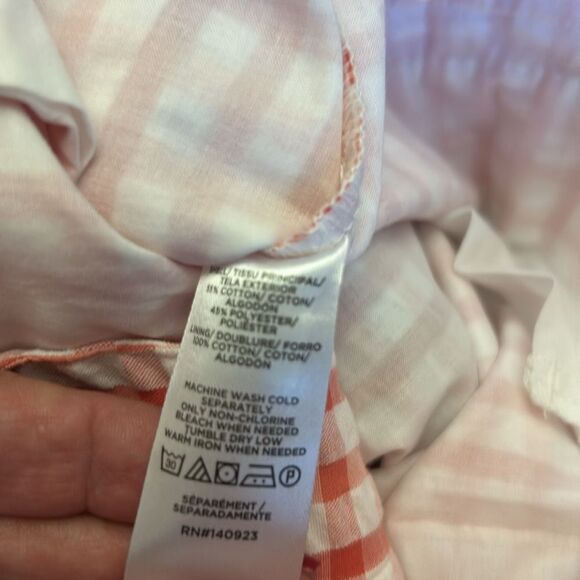 SHELL/ TISSU PRINCIPAL/
TELA EXTERIOR
55% COTTON/ COTON/
ALGODON
45% POLYESTER/
POLIÉSTER
LINING/ DOUBLURE/ FORRO
100% COTTON/ COTON/
ALGODON
MACHINE WASH COLD
SEPARATELY
ONLY NON-CHLORINE
BLEACH WHEN NEEDED
TUMBLE DRY LOW
WARM IRON WHEN NEEDED
30 P
SÉPARÉMENT/
SEPARADAMENTE
RN#140923